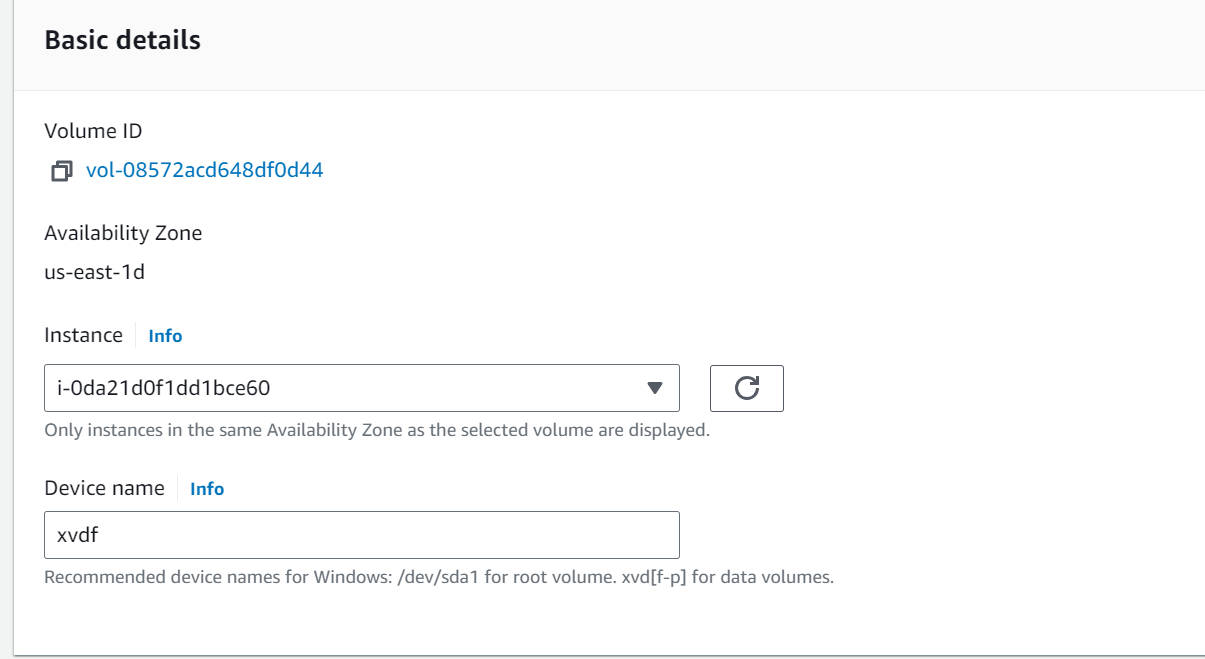 Basic details
Volume ID
vol-08572acd648df0d44
Availability Zone
us-east-1d
Instance Info
i-0da21d0f1dd1bce60
Only instances in the same Availability Zone as the selected volume are displayed.
Device name Info
xvdf
Recommended device names for Windows: /dev/sda1 for root volume. xvd[f-p] for data volumes.